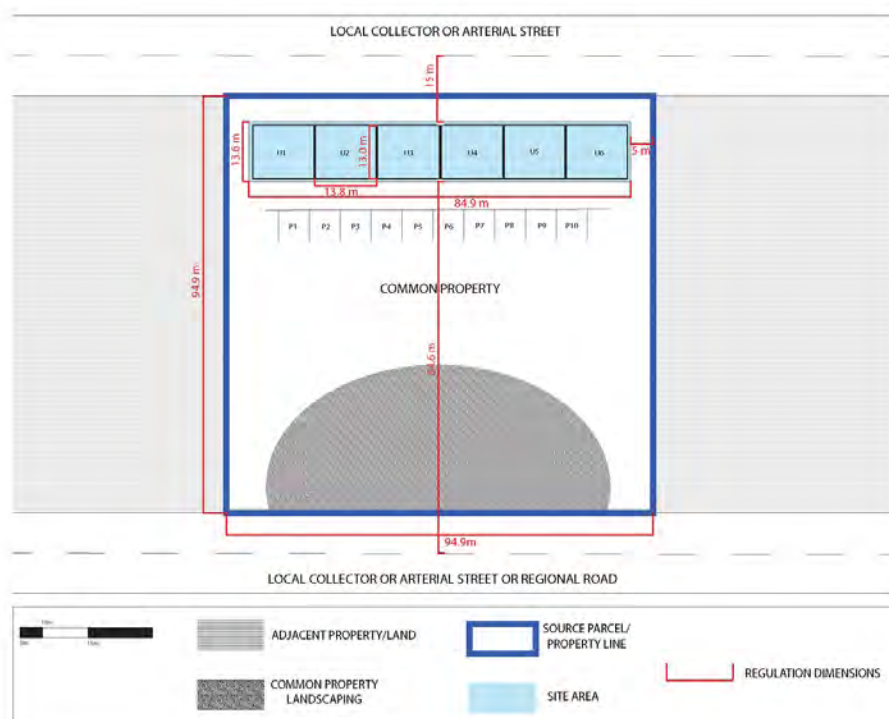 LOCAL COLLECTOR OR ARTERIAL STREET
15 m
13.6 m
U1
U2
13.0 m
U3
U4
U5
U6
5 m
13.8 m
84.9 m
P1 P2 P3 P4 P5 P6 P7 P8 P9 P10
COMMON PROPERTY
94.9 m
94.9m
LOCAL COLLECTOR OR ARTERIAL STREET OR REGIONAL ROAD
ADJACENT PROPERTY/LAND
SOURCE PARCEL/
PROPERTY LINE
REGULATION DIMENSIONS
COMMON PROPERTY
LANDSCAPING
SITE AREA